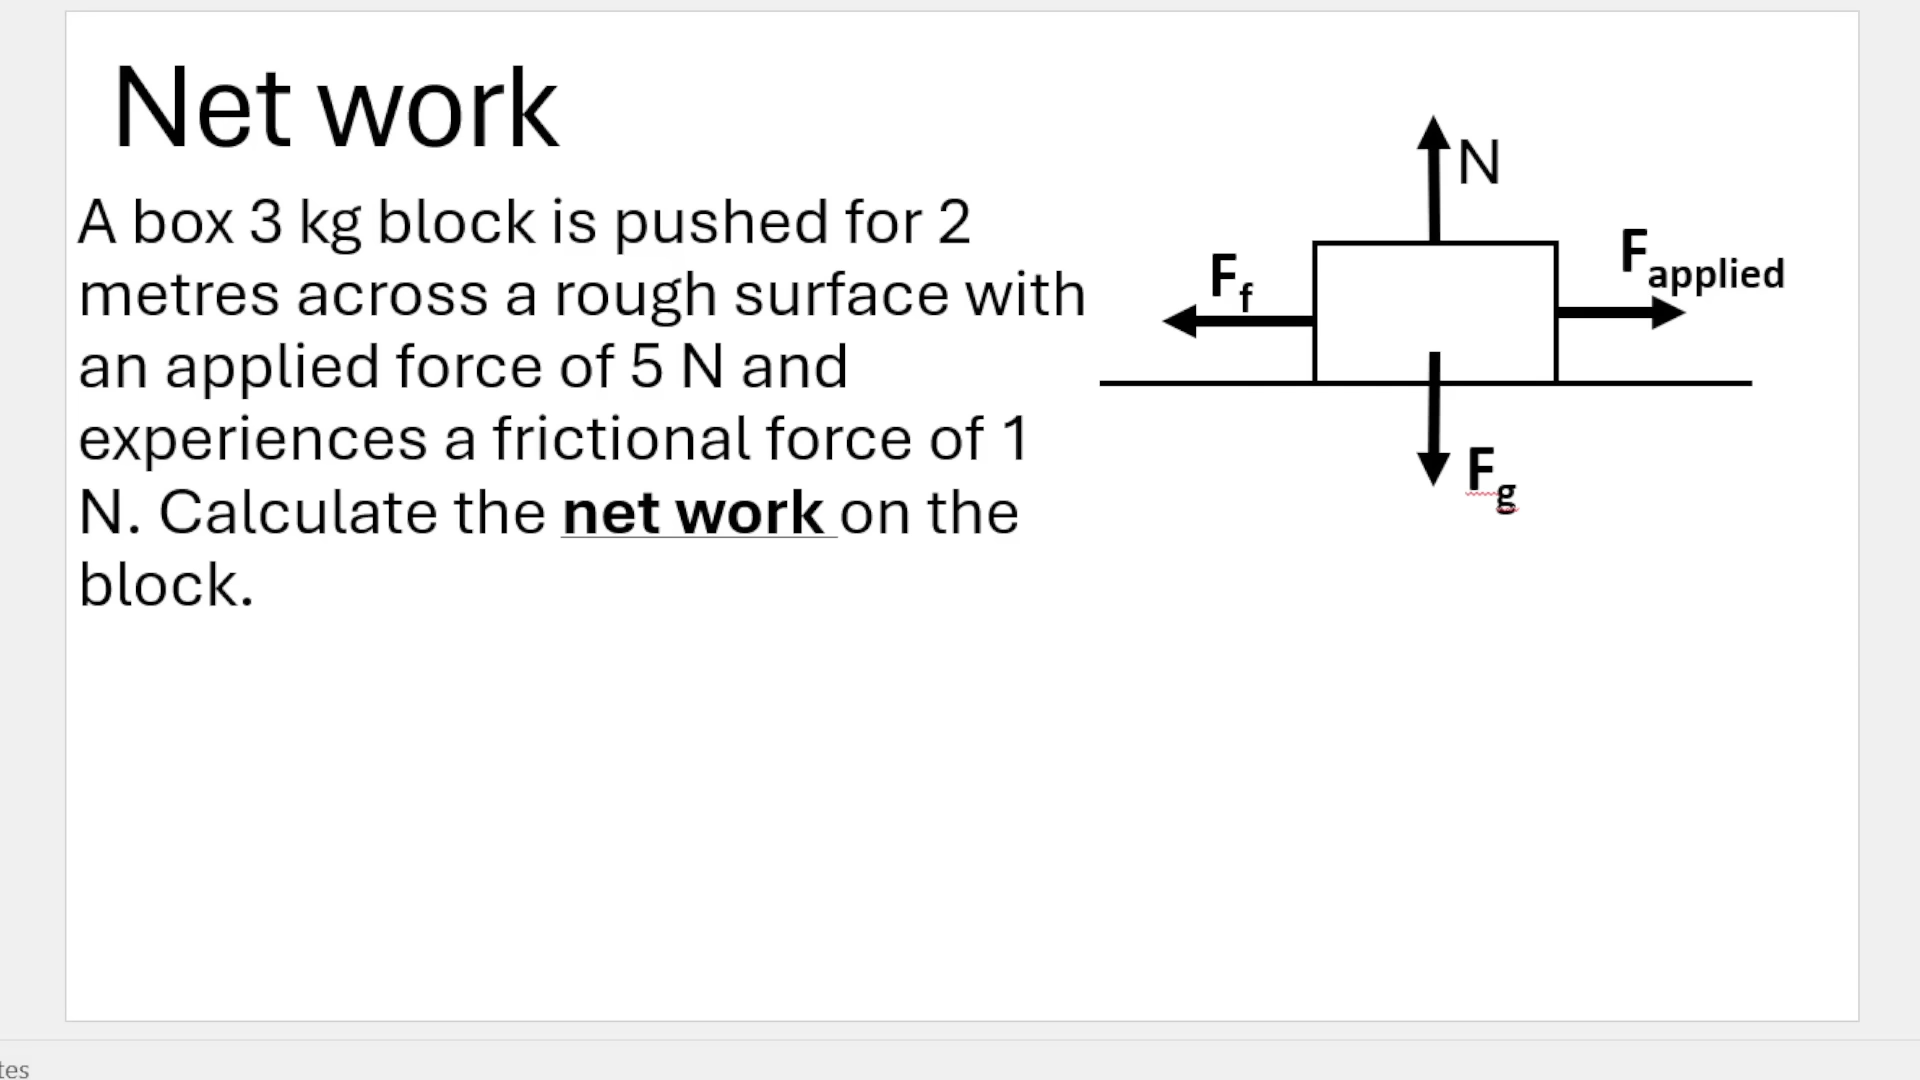 Net work
A box 3 kg block is pushed for 2
metres across a rough surface with
an applied force of 5 N and
experiences a frictional force of 1
N. Calculate the net work on the
block.
N
Ff
Fapplied
Fg
tes